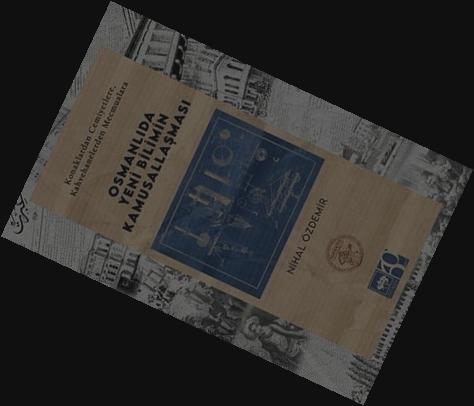 Konaklardan Cemiyetlere,
Kahvehanelerden Mecmualara
OSMANLIDA
YENİ BİLİMİN
KAMUSALLAŞMASI
NİHAL ÖZDEMİR